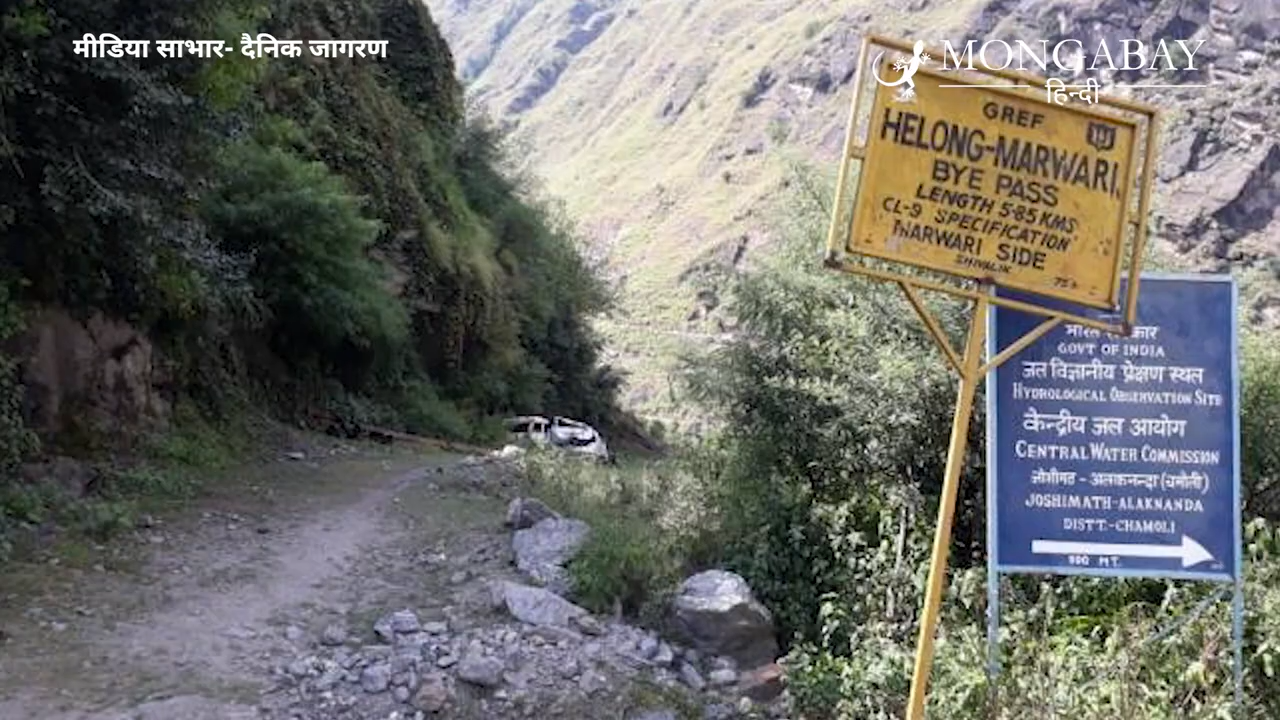 मीडिया साभार- दैनिक जागरण
MONGABAY
हिन्दी
GREF
HELONG-MARWARI,
BYE PASS
LENGTH 5·85 KMS
CL-9 SPECIFICATION
MARWARI SIDE
SHIVALIK
भारत सरकार
GOVT OF INDIA
जल विज्ञानीय प्रेक्षण स्थल
HYDROLOGICAL OBSERVATION SITE
केन्द्रीय जल आयोग
CENTRAL WATER COMMISSION
जोशीमठ - अलकनन्दा (चमोली)
JOSHIMATH-ALAKNANDA
DISTT.-CHAMOLI
MT.